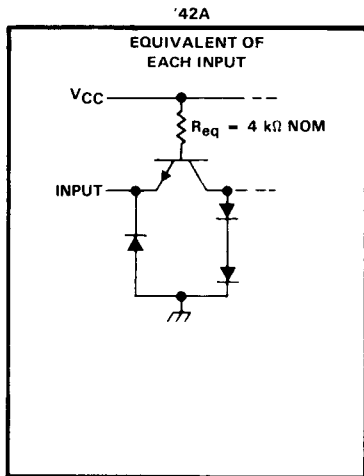 '42A
EQUIVALENT OF
EACH INPUT
VCC
Req = 4 kΩ NOM
INPUT